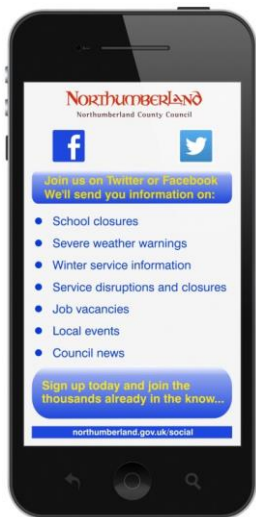 NORTHUMBERLAND
Northumberland County Council
Join us on Twitter or Facebook
We'll send you information on:
School closures
Severe weather warnings
Winter service information
Service disruptions and closures
Job vacancies
Local events
Council news
Sign up today and join the
thousands already in the know...
northumberland.gov.uk/social